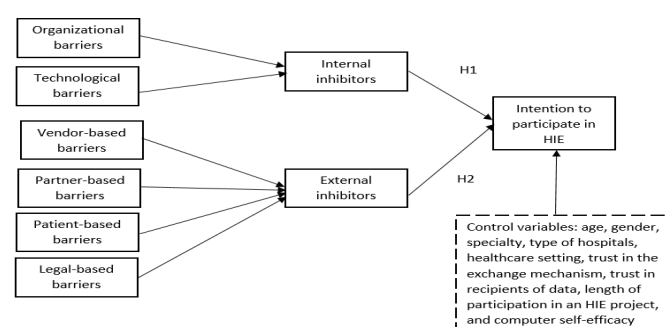 Organizational
barriers
Technological
barriers
Vendor-based
barriers
Partner-based
barriers
Patient-based
barriers
Legal-based
barriers
Internal
inhibitors
External
inhibitors
H1
H2
Intention to
participate in
HIE
Control variables: age, gender,
specialty, type of hospitals,
healthcare setting, trust in the
exchange mechanism, trust in
recipients of data, length of
participation in an HIE project,
and computer self-efficacy